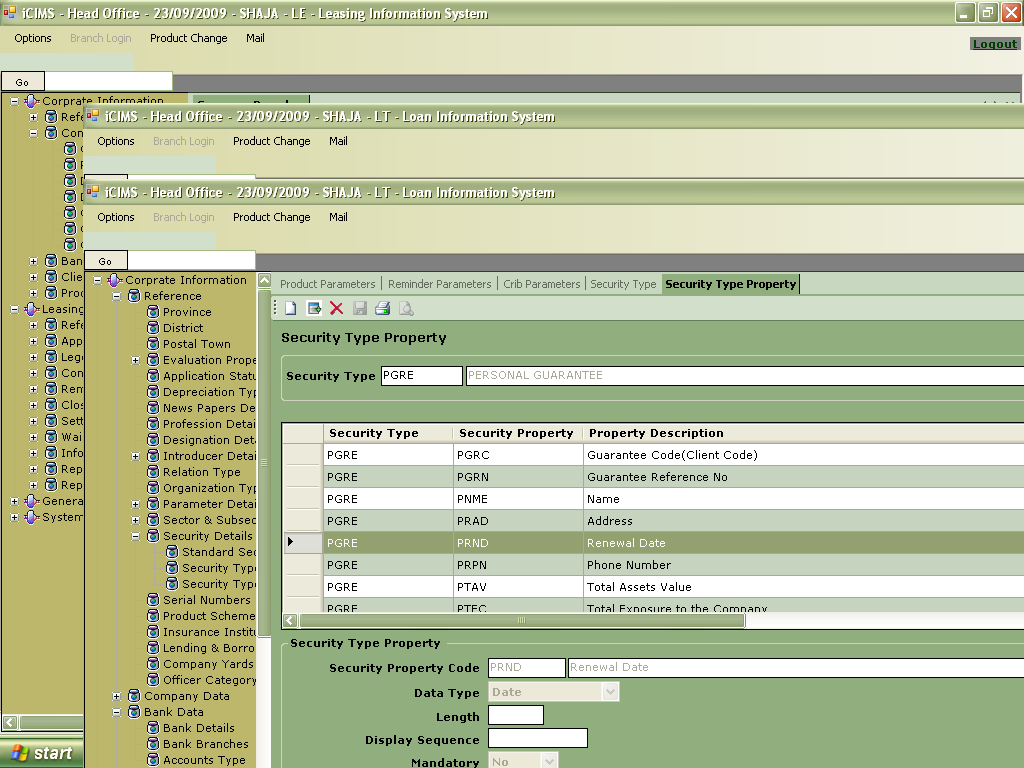 iCIMS - Head Office - 23/09/2009 - SHAJA - LE - Leasing Information System
Options Branch Login Product Change Mail
Logout
Go
Corprate Information
Refe
Con
Ban
Clie
Proc
Leasing
Refe
App
Lega
Con
Rem
Clos
Sett
Wai
Info
Rep
Rep
Genera
System
iCIMS - Head Office - 23/09/2009 - SHAJA - LT - Loan Information System
Options Branch Login Product Change Mail
iCIMS - Head Office - 23/09/2009 - SHAJA - LT - Loan Information System
Options Branch Login Product Change Mail
Go
Corprate Information
Reference
Province
District
Postal Town
Evaluation Prope
Application Statu
Depreciation Typ
News Papers De
Profession Detai
Designation Deta
Introducer Detai
Relation Type
Organization Typ
Parameter Detai
Sector & Subsec
Security Details
Standard Sec
Security Type
Security Type
Serial Numbers
Product Scheme
Insurance Institu
Lending & Borro
Company Yards
Officer Category
Company Data
Bank Data
Bank Details
Bank Branches
Accounts Type
Product Parameters Reminder Parameters Crib Parameters Security Type Security Type Property
Security Type Property
Security Type PGRE PERSONAL GUARANTEE
Security Type Security Property Property Description
PGRE PGRC Guarantee Code(Client Code)
PGRE PGRN Guarantee Reference No
PGRE PNME Name
PGRE PRAD Address
PGRE PRND Renewal Date
PGRE PRPN Phone Number
PGRE PTAV Total Assets Value
PGRE PTEC Total Exposure to the Company
Security Type Property
Security Property Code PRND Renewal Date
Data Type Date
Length
Display Sequence
Mandatory No
start